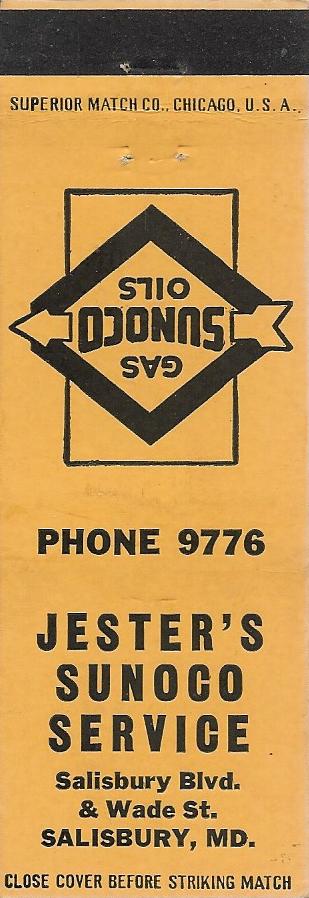 SUPERIOR MATCH CO., CHICAGO, U.S.A.
GAS
SUNOCO
OILS
PHONE 9776
JESTER'S
SUNOCO
SERVICE
Salisbury Blvd.
& Wade St.
SALISBURY, MD.
CLOSE COVER BEFORE STRIKING MATCH